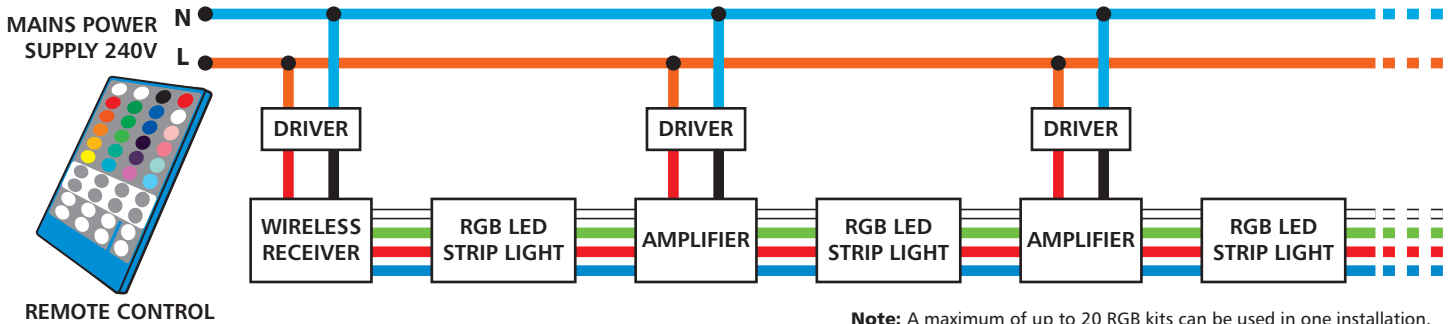 MAINS POWER
SUPPLY 240V
N
L
DRIVER
DRIVER
DRIVER
WIRELESS
RECEIVER
RGB LED
STRIP LIGHT
AMPLIFIER
RGB LED
STRIP LIGHT
AMPLIFIER
RGB LED
STRIP LIGHT
REMOTE CONTROL
Note: A maximum of up to 20 RGB kits can be used in one installation.